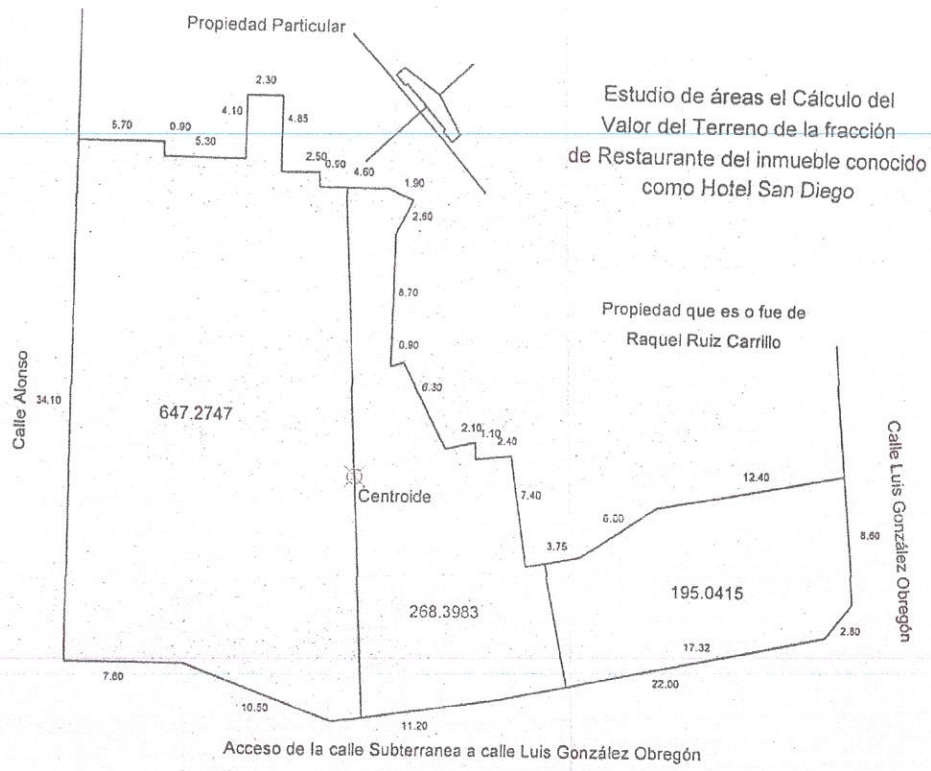 Propiedad Particular
Estudio de áreas el Cálculo del
Valor del Terreno de la fracción
de Restaurante del inmueble conocido
como Hotel San Diego
2.30
4.10
4.85
5.70
0.90
5.30
2.50
0.90
4.60
1.90
2.60
8.70
0.90
6.30
2.10
1.10
2.40
7.40
3.75
6.00
12.40
Propiedad que es o fue de
Raquel Ruiz Carrillo
Calle Alonso
34.10
647.2747
Centroide
268.3983
195.0415
8.60
Calle Luis González Obregón
2.80
17.32
22.00
7.60
10.50
11.20
Acceso de la calle Subterranea a calle Luis González Obregón